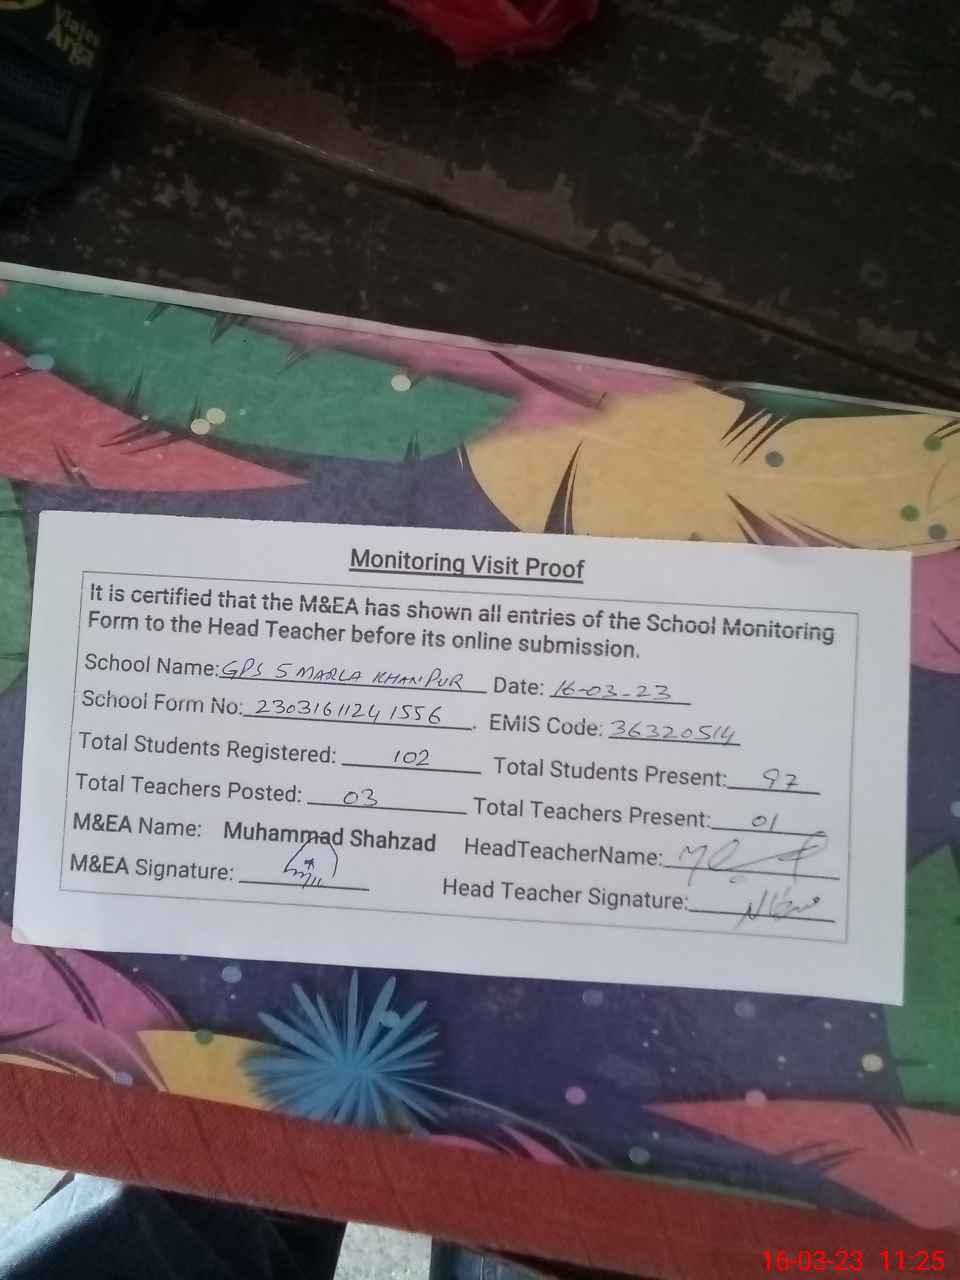 Viajes
Arga
Monitoring Visit Proof
It is certified that the M&EA has shown all entries of the School Monitoring
Form to the Head Teacher before its online submission.
School Name: GPS 5 MARLA KHANPUR Date: 16-03-23
School Form No: 23031611241556 EMIS Code: 36320514
Total Students Registered: 102 Total Students Present: 97
Total Teachers Posted: 03 Total Teachers Present: 01
M&EA Name: Muhammad Shahzad HeadTeacherName:
M&EA Signature: Head Teacher Signature:
16-03-23 11:25